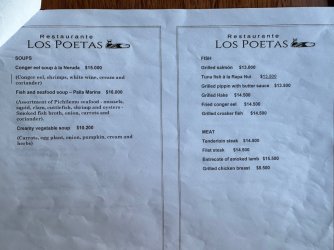 Restaurante
LOS POETAS
SOUPS
Conger eel soup à la Neruda $15.000
(Conger eel, shrimps, white wine, cream and
coriander)
Fish and seafood soup – Paila Marina $16.000
(Assortment of Pichilemu seafood - mussels,
squid, clam, cuttlefish, shrimp and oysters -
Smoked fish broth, onion, carrots and
coriander).
Creamy vegetable soup $10.200
(Carrots, egg plant, onion, pumpkin, cream and
herbs)
Restaurante
LOS POETAS
FISH
Grilled salmón $13.800
Tuna fish à la Rapa Nui
Grilled pippin with butter sauce $13.800
Grilled Hake $14.500
Fried conger eel $14.500
Grilled croaker fish $14.500
MEAT
Tenderloin steak $14.500
Filet steak $14.500
Entrecote of smoked lamb $15.500
Grilled chicken breast $9.500